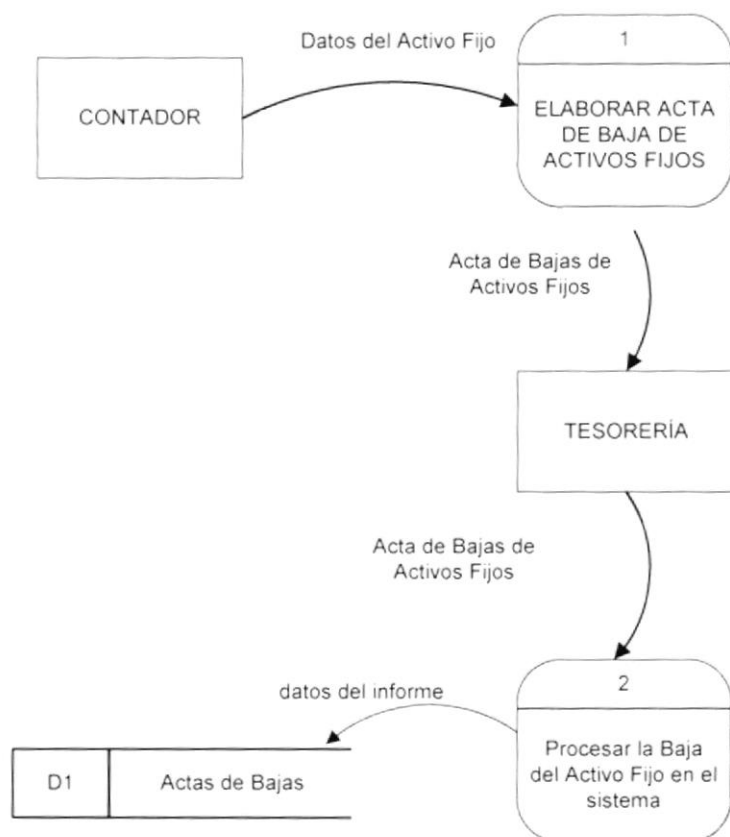 Datos del Activo Fijo
1
CONTADOR
ELABORAR ACTA
DE BAJA DE
ACTIVOS FIJOS
Acta de Bajas de
Activos Fijos
TESORERÍA
Acta de Bajas de
Activos Fijos
2
datos del informe
Procesar la Baja
del Activo Fijo en el
sistema
D1
Actas de Bajas